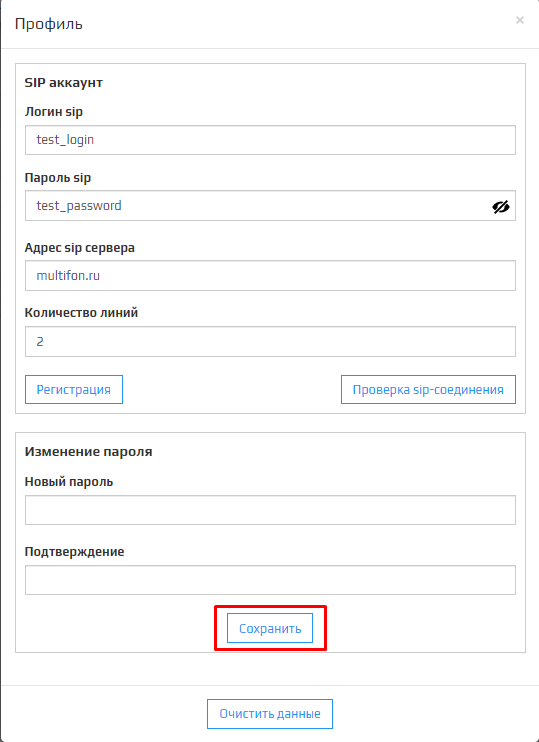 Профиль
×
SIP аккаунт
Логин sip
test_login
Пароль sip
test_password
Адрес sip сервера
multifon.ru
Количество линий
2
Регистрация Проверка sip-соединения
Изменение пароля
Новый пароль
Подтверждение
Сохранить
Очистить данные